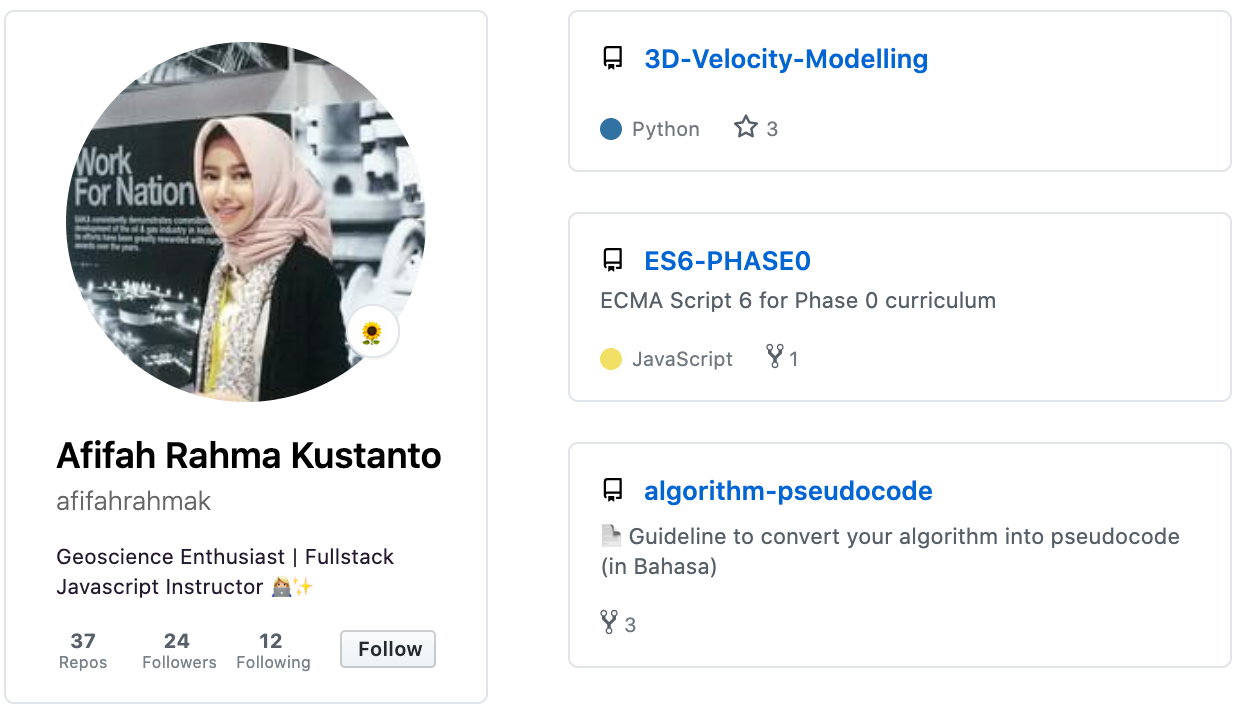 Work
For Nation
Afifah Rahma Kustanto
afifahrahmak
Geoscience Enthusiast | Fullstack
Javascript Instructor 👩🏼‍💻✨
37 24 12
Repos Followers Following
Follow
3D-Velocity-Modelling
Python 3
ES6-PHASE0
ECMA Script 6 for Phase 0 curriculum
JavaScript 1
algorithm-pseudocode
Guideline to convert your algorithm into pseudocode
(in Bahasa)
3